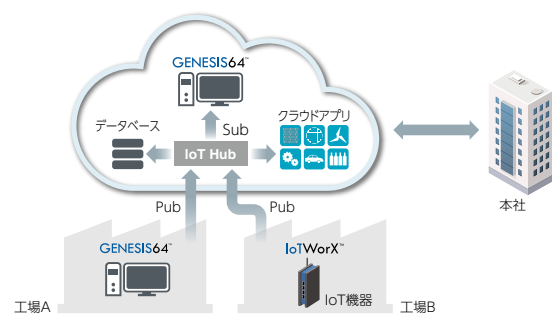 GENESIS64™
データベース
クラウドアプリ
Sub
IoT Hub
Pub
Pub
本社
GENESIS64™
IoTWorX™
IoT機器
工場A
工場B